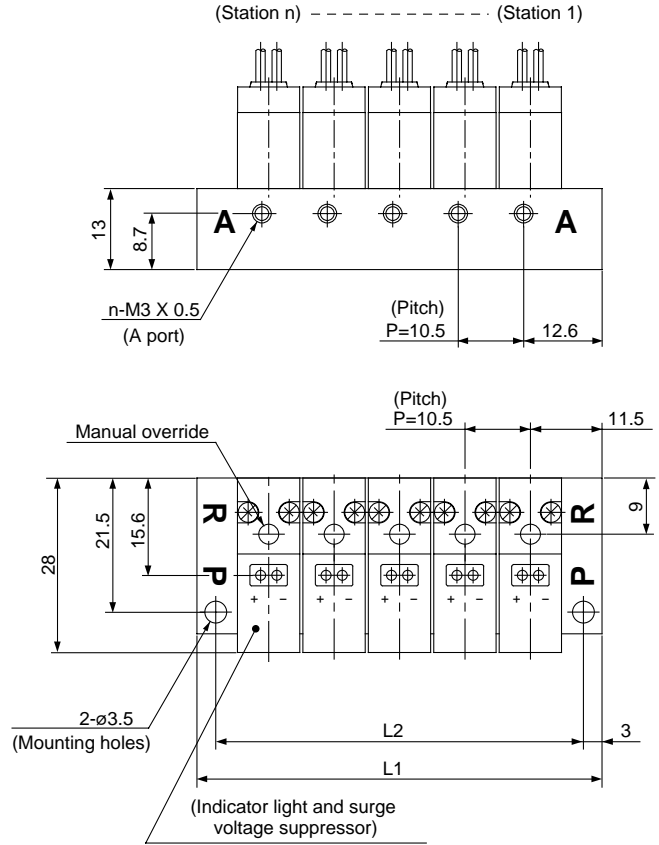 (Station n) (Station 1)
A A
13
8.7
n-M3 X 0.5
(A port)
(Pitch)
P=10.5
12.6
(Pitch)
P=10.5
11.5
Manual override
R R
P P
28
21.5
15.6
9
+ − + − + − + − + −
2-ø3.5
(Mounting holes)
L2
3
L1
(Indicator light and surge
voltage suppressor)